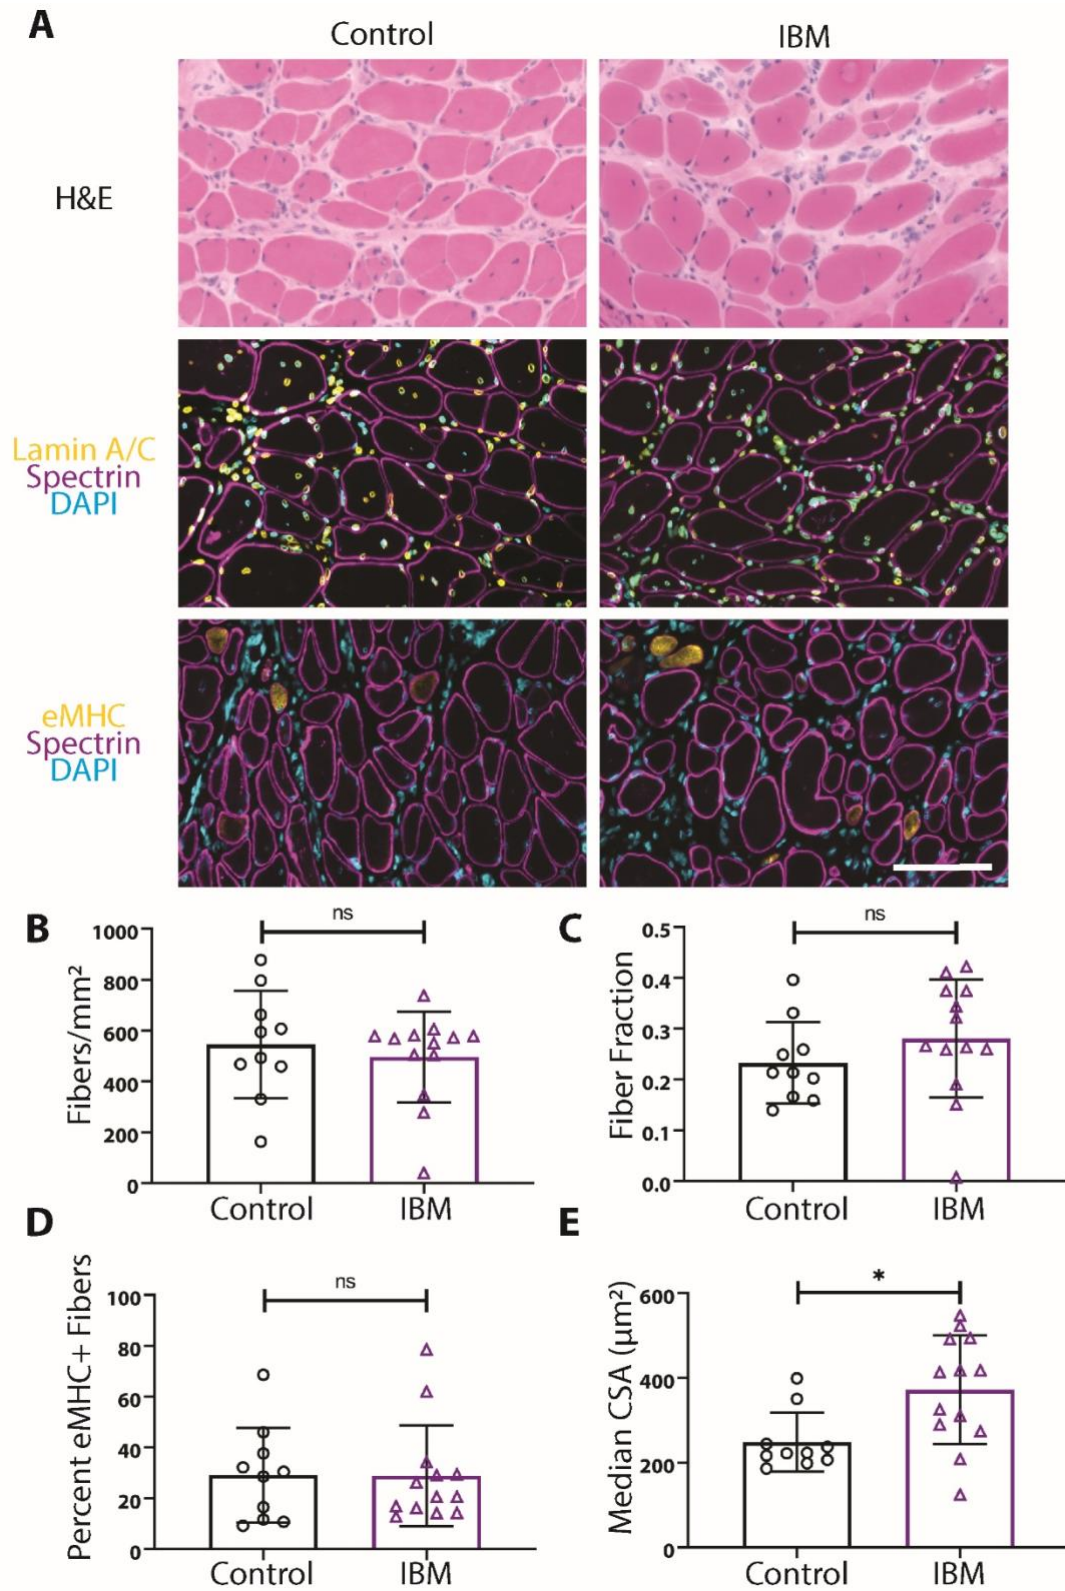 A
Control
IBM
H&E
Lamin A/C
Spectrin
DAPI
eMHC
Spectrin
DAPI
B
Fibers/mm²
1000
800
600
400
200
0
ns
Control
IBM
C
Fiber Fraction
0.5
0.4
0.3
0.2
0.1
0.0
ns
Control
IBM
D
Percent eMHC+ Fibers
100
80
60
40
20
0
ns
Control
IBM
E
Median CSA (µm²)
600
400
200
0
*
Control
IBM